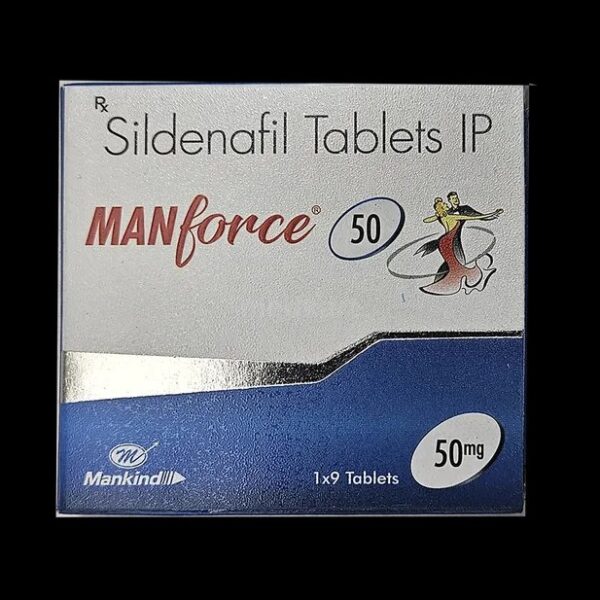 Rx
Sildenafil Tablets IP
MANforce® 50
m
Mankind
1x9 Tablets
50mg